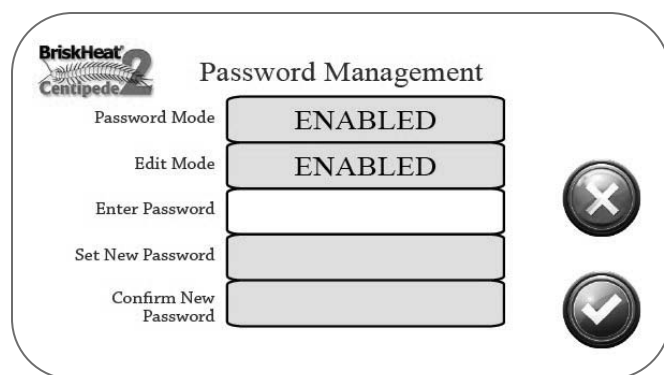 BriskHeat®
Centipede 2
Password Management
Password Mode ENABLED
Edit Mode ENABLED
Enter Password
Set New Password
Confirm New
Password